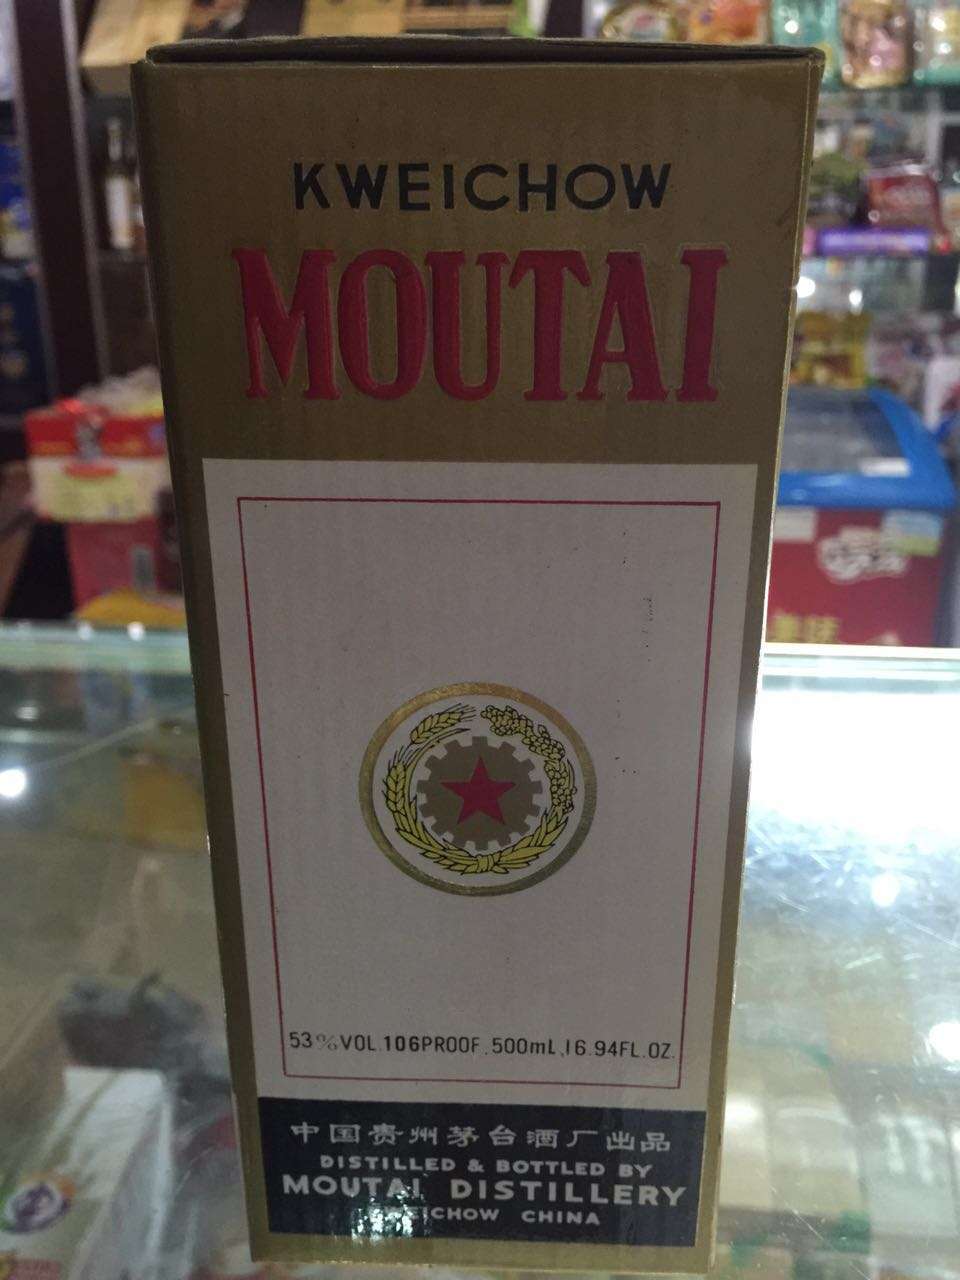 KWEICHOW
MOUTAI
53%VOL.106PROOF.500mL,16.94FL.OZ.
中国贵州茅台酒厂出品
DISTILLED & BOTTLED BY
MOUTAI DISTILLERY
KWEICHOW CHINA